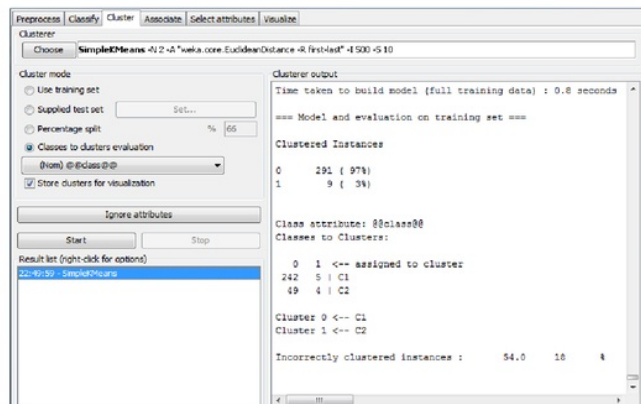 Preprocess Classify Cluster Associate Select attributes Visualize
Clusterer
Choose SimpleKMeans -N 2 -A "weka.core.EuclideanDistance -R first-last" -I 500 -S 10
Cluster mode
Use training set
Supplied test set Set...
Percentage split % 66
Classes to clusters evaluation
(Nom) @@class@@
Store clusters for visualization
Ignore attributes
Start Stop
Result list (right-click for options)
22:49:59 - SimpleKMeans
Clusterer output
Time taken to build model (full training data) : 0.8 seconds
=== Model and evaluation on training set ===
Clustered Instances
0 291 ( 97%)
1 9 ( 3%)
Class attribute: @@class@@
Classes to Clusters:
0 1 <-- assigned to cluster
242 5 | C1
49 4 | C2
Cluster 0 <-- C1
Cluster 1 <-- C2
Incorrectly clustered instances : 54.0 18 %